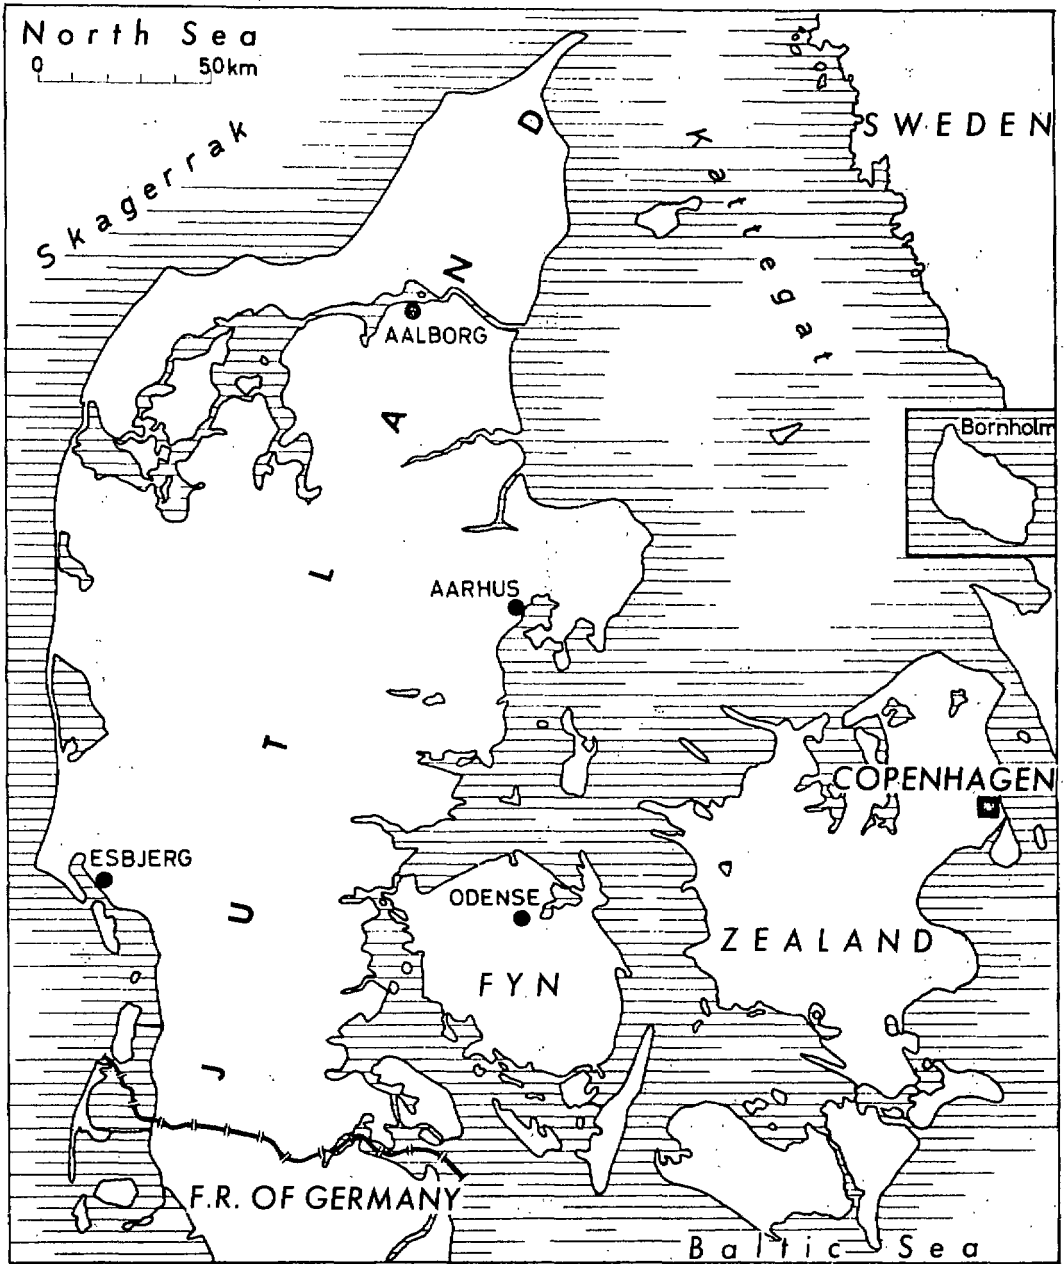 North Sea
0 50km
Skagerrak
Kattegat
SWEDEN
JUTLAND
AALBORG
Bornholm
AARHUS
COPENHAGEN
ESBJERG
ODENSE
ZEALAND
FYN
F.R. OF GERMANY
Baltic Sea